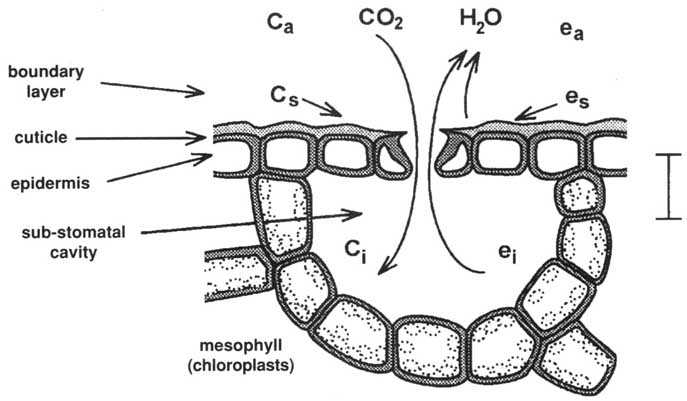 Ca
CO2
H2O
ea
boundary
layer
Cs
es
cuticle
epidermis
sub-stomatal
cavity
Ci
ei
mesophyll
(chloroplasts)